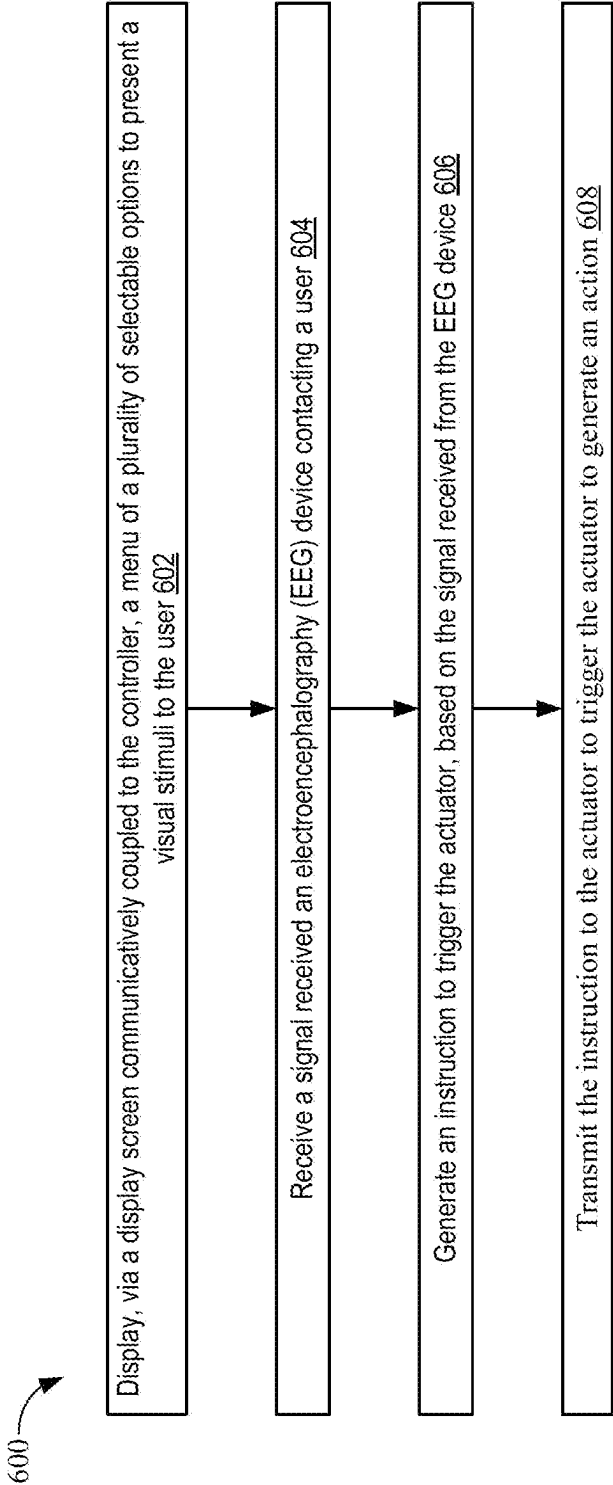 600
Display, via a display screen communicatively coupled to the controller, a menu of a plurality of selectable options to present a
visual stimuli to the user 602
Receive a signal received an electroencephalography (EEG) device contacting a user 604
Generate an instruction to trigger the actuator, based on the signal received from the EEG device 606
Transmit the instruction to the actuator to trigger the actuator to generate an action 608